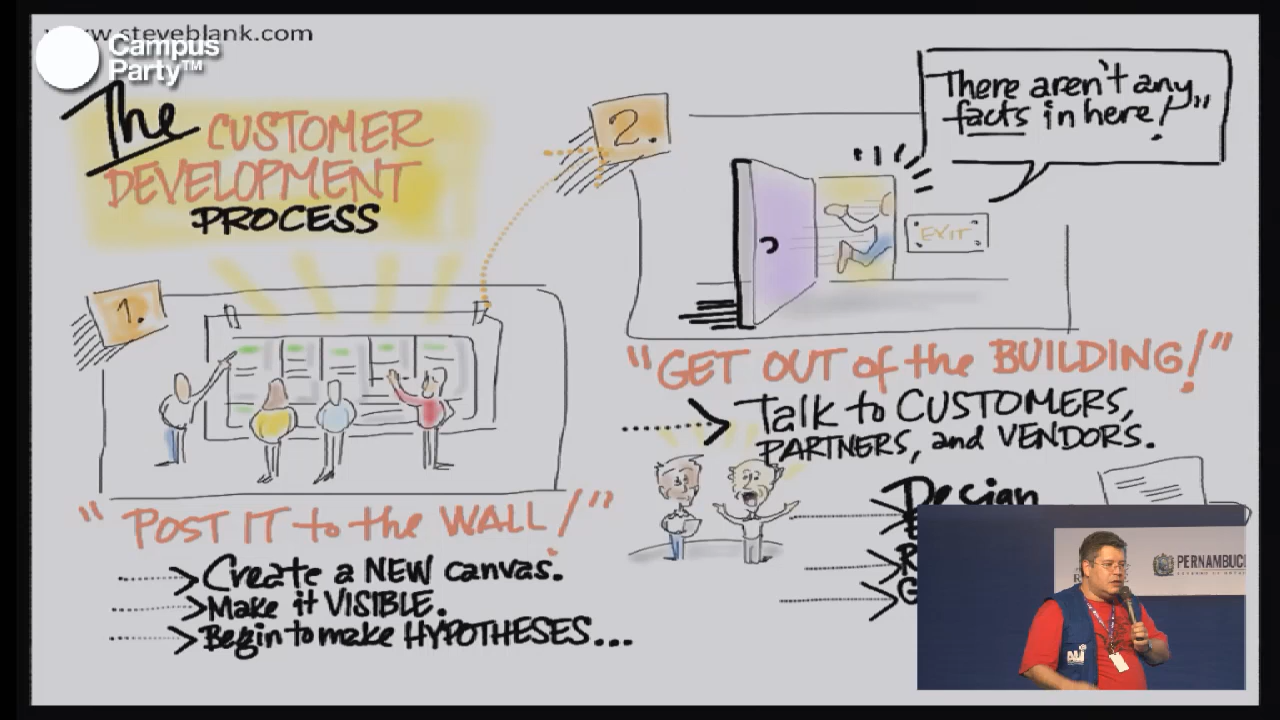 www.steveblank.com
Campus
Party™
The CUSTOMER
DEVELOPMENT
PROCESS
1.
"POST IT to the WALL!"
Create a NEW canvas.
Make it VISIBLE.
Begin to make HYPOTHESES...
2.
There aren't any
facts in here!"
EXIT
"GET OUT of the BUILDING!"
Talk to CUSTOMERS,
PARTNERS, and VENDORS.
Design
PERNAMBUC